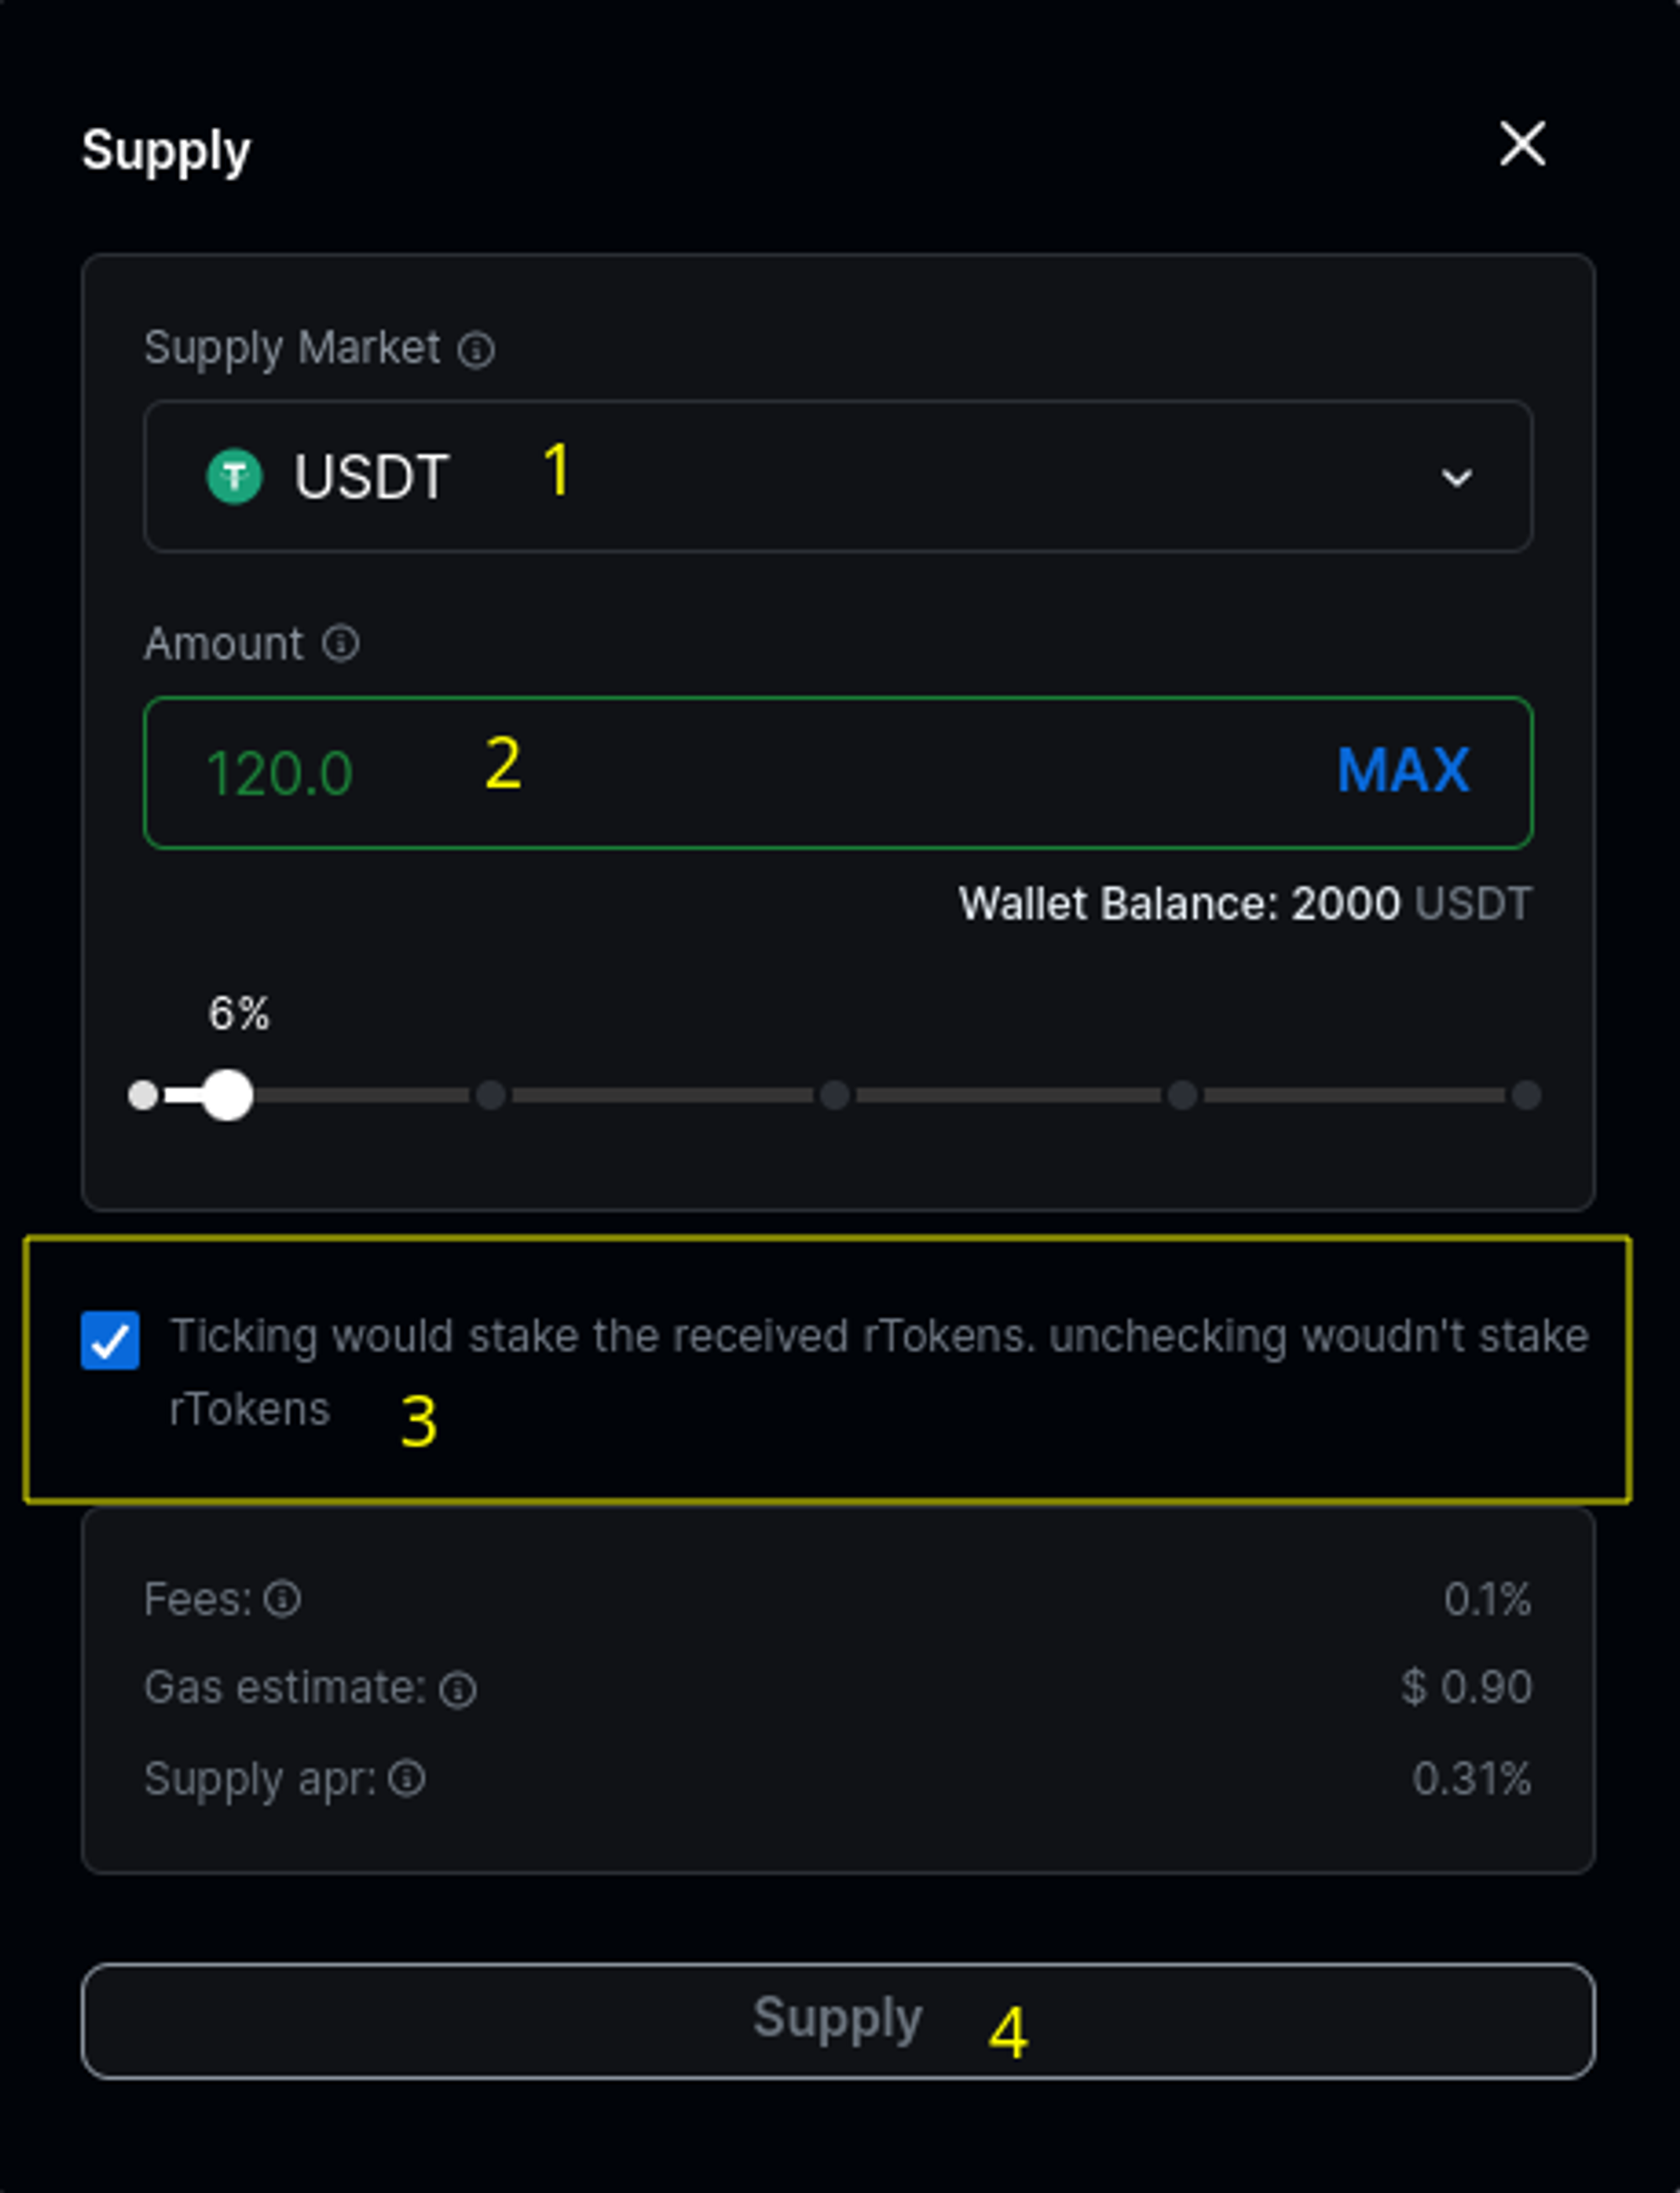 Supply
Supply Market
USDT 1
Amount
120.0 2 MAX
Wallet Balance: 2000 USDT
6%
Ticking would stake the received rTokens. unchecking woudn't stake
rTokens 3
Fees: 0.1%
Gas estimate: $ 0.90
Supply apr: 0.31%
Supply 4